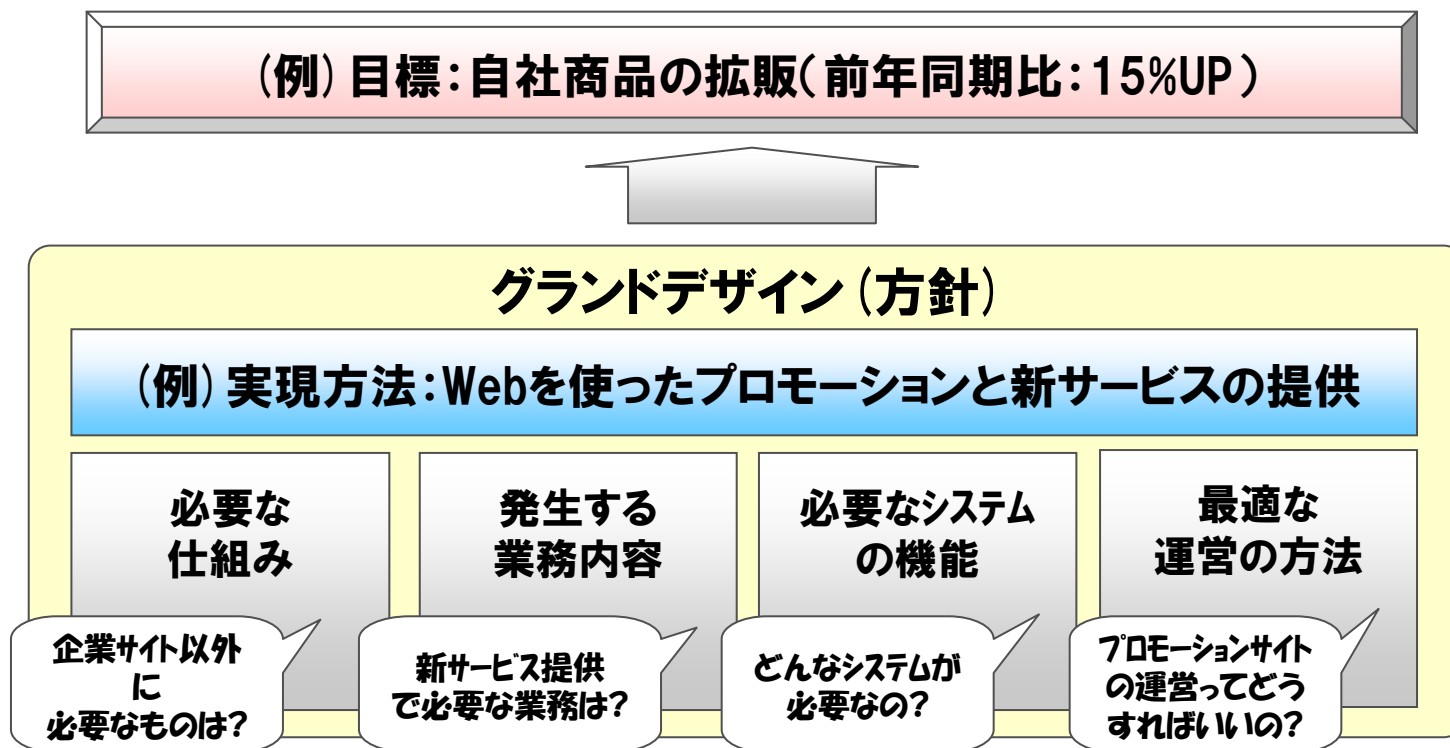 (例)目標:自社商品の拡販(前年同期比:15%UP)
グランドデザイン(方針)
(例)実現方法:Webを使ったプロモーションと新サービスの提供
必要な
仕組み
発生する
業務内容
必要なシステム
の機能
最適な
運営の方法
企業サイト以外
に
必要なものは?
新サービス提供
で必要な業務は?
どんなシステムが
必要なの?
プロモーションサイト
の運営ってどう
すればいいの?